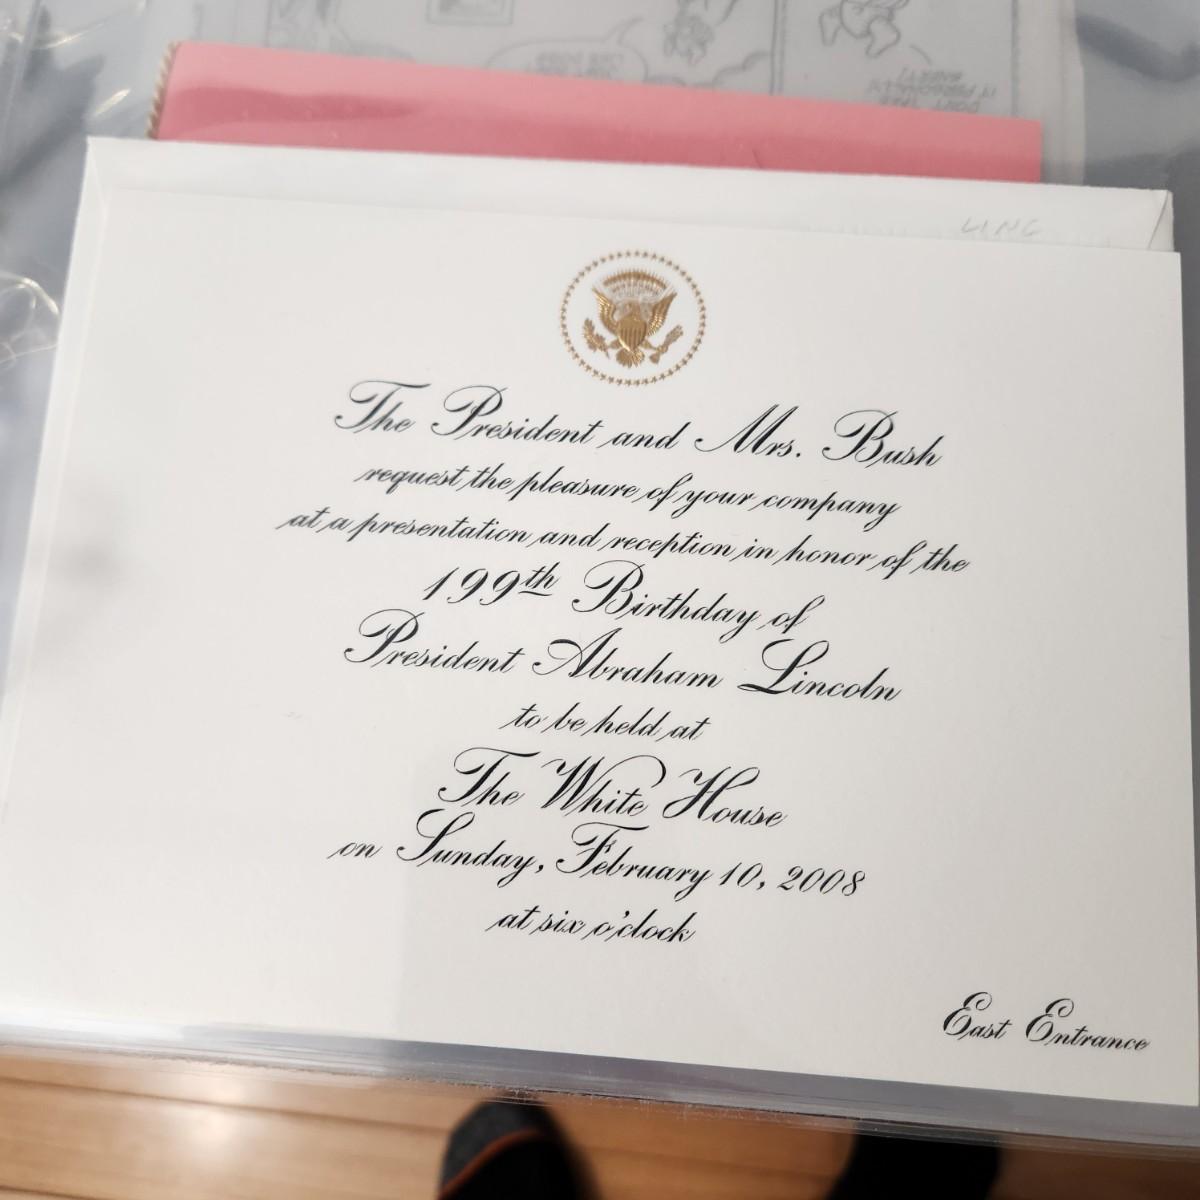 LINC
The President and Mrs. Bush
request the pleasure of your company
at a presentation and reception in honor of the
199th Birthday of
President Abraham Lincoln
to be held at
The White House
on Sunday, February 10, 2008
at six o'clock
East Entrance